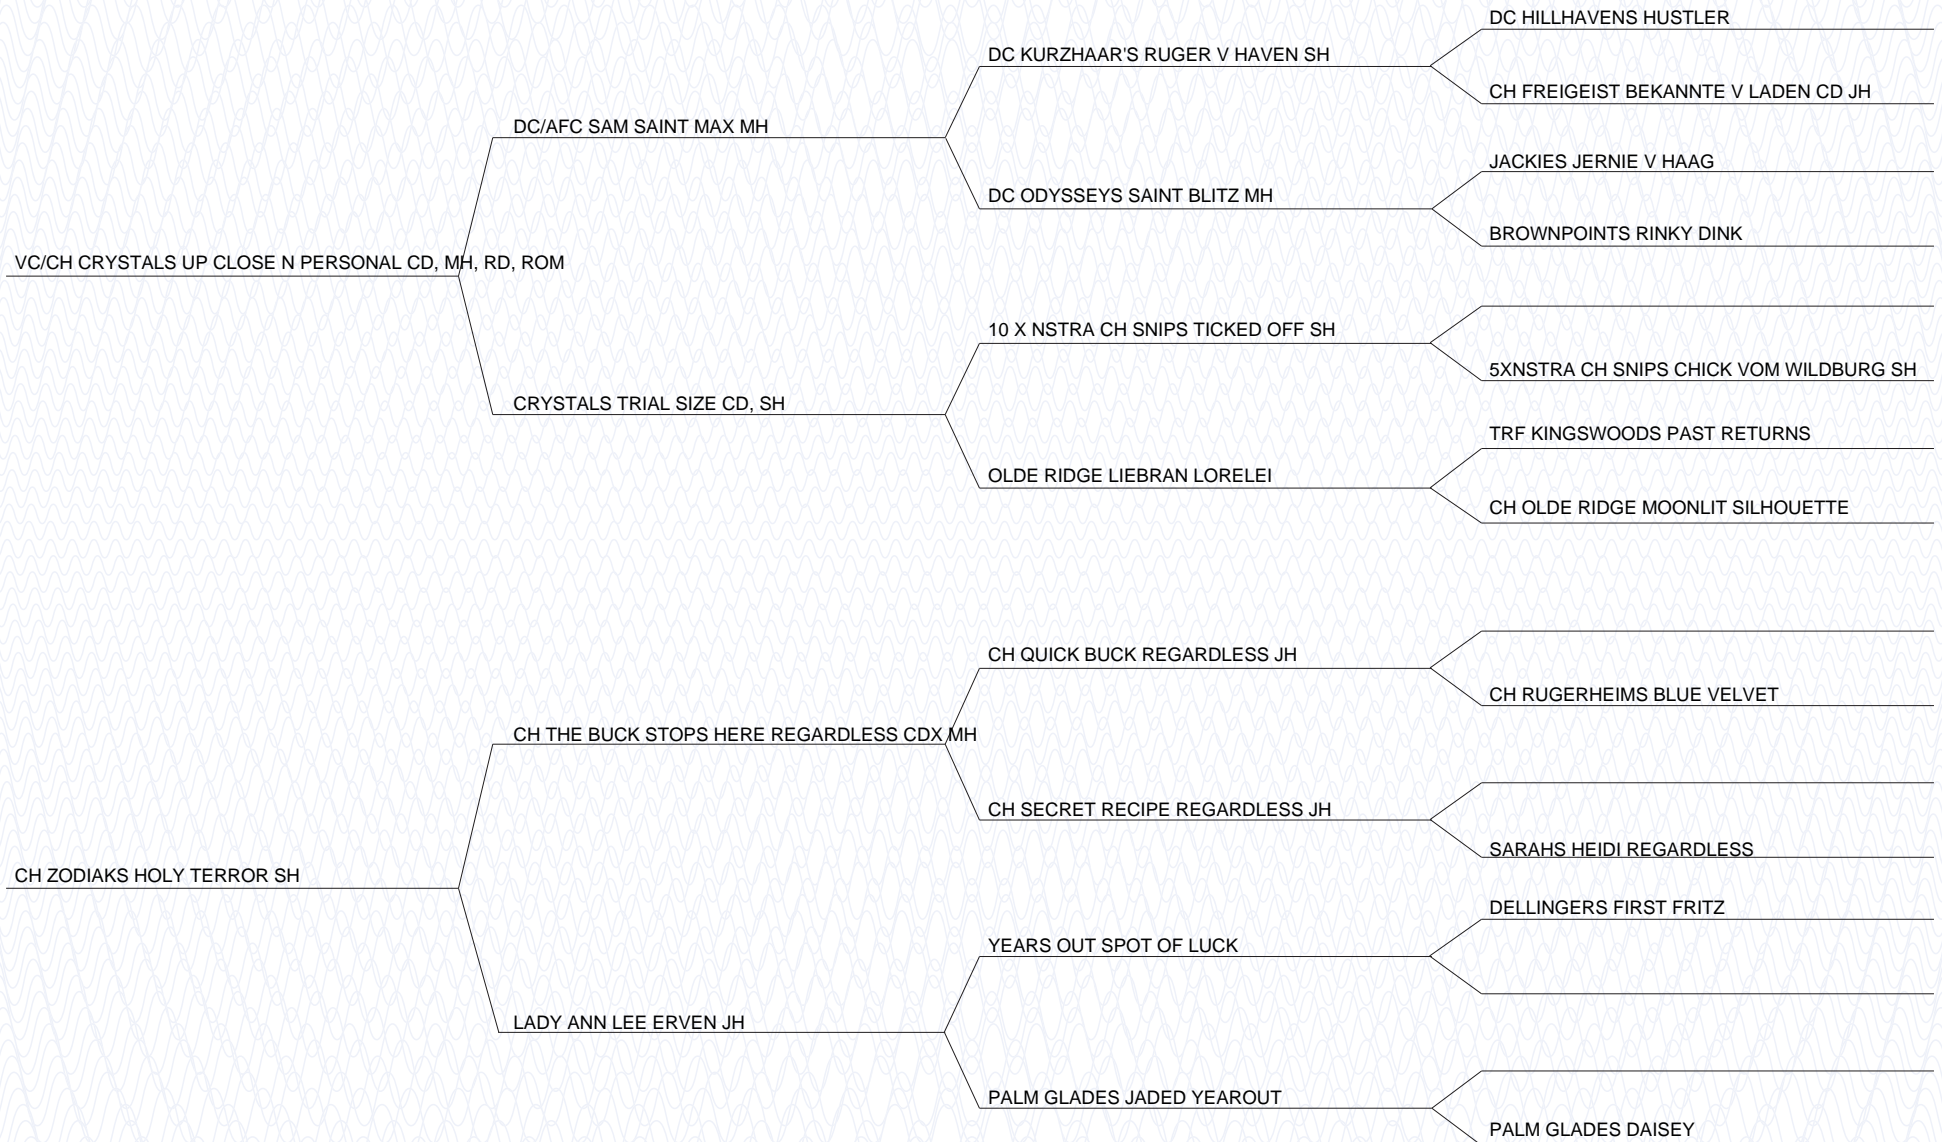 DC HILLHAVENS HUSTLER
DC KURZHAAR'S RUGER V HAVEN SH
CH FREIGEIST BEKANNTE V LADEN CD JH
DC/AFC SAM SAINT MAX MH
JACKIES JERNIE V HAAG
DC ODYSSEYS SAINT BLITZ MH
BROWNPOINTS RINKY DINK
VC/CH CRYSTALS UP CLOSE N PERSONAL CD, MH, RD, ROM
10 X NSTRA CH SNIPS TICKED OFF SH
5XNSTRA CH SNIPS CHICK VOM WILDBURG SH
CRYSTALS TRIAL SIZE CD, SH
TRF KINGSWOODS PAST RETURNS
OLDE RIDGE LIEBRAN LORELEI
CH OLDE RIDGE MOONLIT SILHOUETTE
CH QUICK BUCK REGARDLESS JH
CH RUGERHEIMS BLUE VELVET
CH THE BUCK STOPS HERE REGARDLESS CDX MH
CH SECRET RECIPE REGARDLESS JH
SARAHS HEIDI REGARDLESS
CH ZODIAKS HOLY TERROR SH
DELLINGERS FIRST FRITZ
YEARS OUT SPOT OF LUCK
LADY ANN LEE ERVEN JH
PALM GLADES JADED YEAROUT
PALM GLADES DAISEY